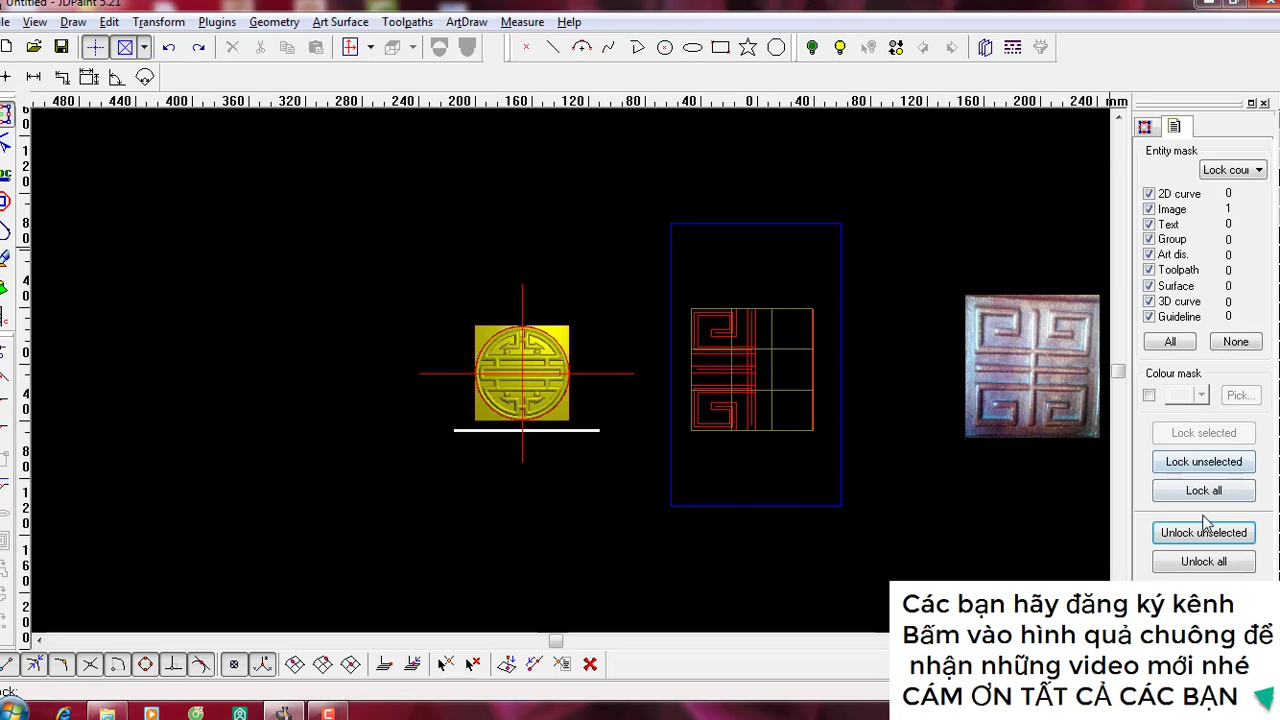 Untitled - JDPaint 5.21
View Draw Edit Transform Plugins Geometry Art Surface Toolpaths ArtDraw Measure Help
480 440 400 360 320 280 240 200 160 120 80 40 0 40 80 120 160 200 240 mm
Entity mask
Lock cour
2D curve 0
Image 1
Text 0
Group 0
Art dis. 0
Toolpath 0
Surface 0
3D curve 0
Guideline 0
All None
Colour mask
Pick...
Lock selected
Lock unselected
Lock all
Unlock unselected
Unlock all
Các bạn hãy đăng ký kênh
Bấm vào hình quả chuông để
nhận những video mới nhé
CÁM ƠN TẤT CẢ CÁC BẠN